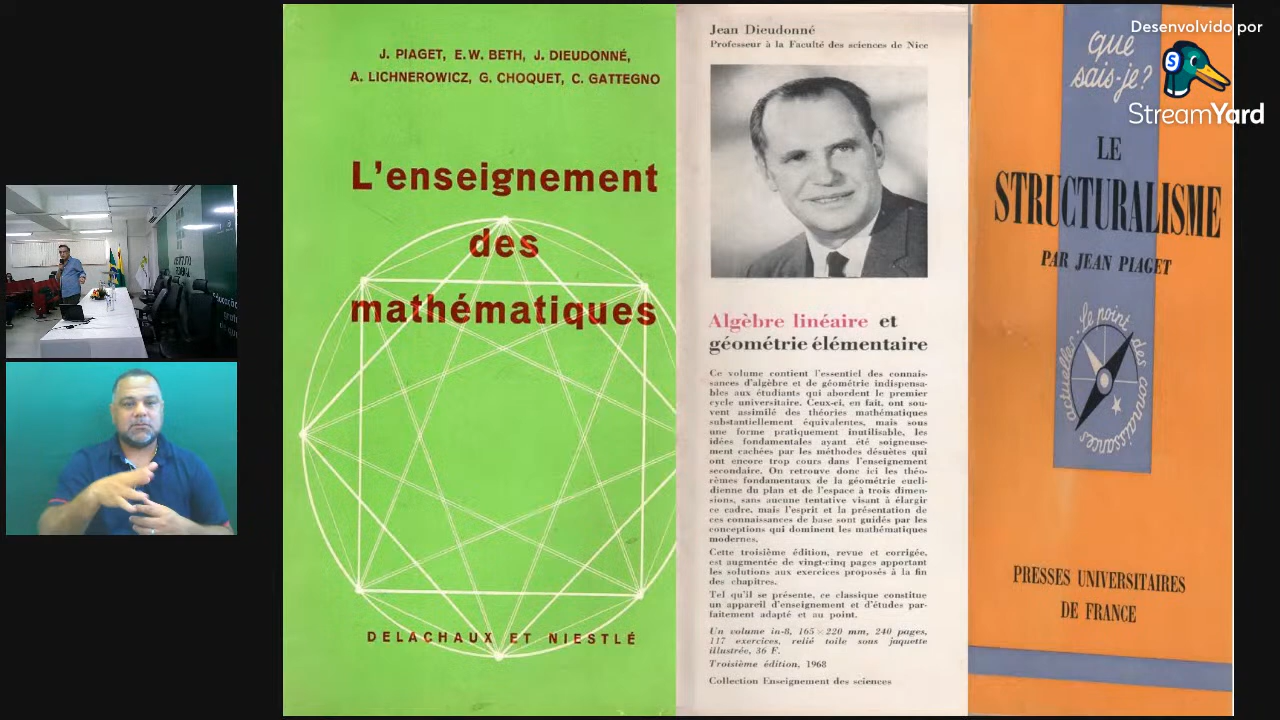 J. PIAGET, E.W. BETH, J. DIEUDONNÉ,
A. LICHNEROWICZ, G. CHOQUET, C. GATTEGNO
L'enseignement
des
mathématiques
DELACHAUX ET NIESTLÉ
Jean Dieudonné
Professeur à la Faculté des sciences de Nice
Algèbre linéaire et
géométrie élémentaire
Ce volume contient l'essentiel des connais-
sances d'algèbre et de géométrie indispensa-
bles aux étudiants qui abordent le premier
cycle universitaire. Ceux-ci, en fait, ont sou-
vent assimilé des théories mathématiques
substantiellement équivalentes, mais sous
une forme pratiquement inutilisable, les
idées fondamentales ayant été soigneuse-
ment cachées par les méthodes désuètes qui
ont encore trop cours dans l'enseignement
secondaire. On retrouve donc ici les théo-
rèmes fondamentaux de la géométrie eucli-
dienne du plan et de l'espace à trois dimen-
sions, sans aucune tentative visant à élargir
ce cadre, mais l'esprit et la présentation de
ces connaissances de base sont guidés par les
conceptions qui dominent les mathématiques
modernes.
Cette troisième édition, revue et corrigée,
est augmentée de vingt-cinq pages apportant
les solutions aux exercices proposés à la fin
des chapitres.
Tel qu'il se présente, ce classique constitue
un appareil d'enseignement et d'études par-
faitement adapté et au point.
Un volume in-8, 165 × 220 mm, 240 pages,
117 exercices, relié toile sous jaquette
illustrée, 36 F.
Troisième édition, 1968
Collection Enseignement des sciences
que
sais-je?
LE
STRUCTURALISME
PAR JEAN PIAGET
le point des connaissances actuelles
PRESSES UNIVERSITAIRES
DE FRANCE
Desenvolvido por
S
StreamYard